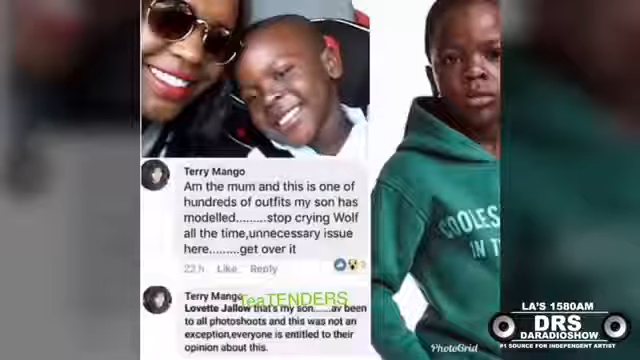 Terry Mango
Am the mum and this is one of
hundreds of outfits my son has
modelled.........stop crying Wolf
all the time,unnecessary issue
here.........get over it
22 h Like Reply
Terry Mango
TeaTENDERS
Lovette Jallow that's my son......av been
to all photoshoots and this was not an
exception,everyone is entitled to their
opinion about this.
COOLES
IN T
PhotoGrid
LA'S 1580AM
DRS
DARADIOSHOW
#1 SOURCE FOR INDEPENDENT ARTIST